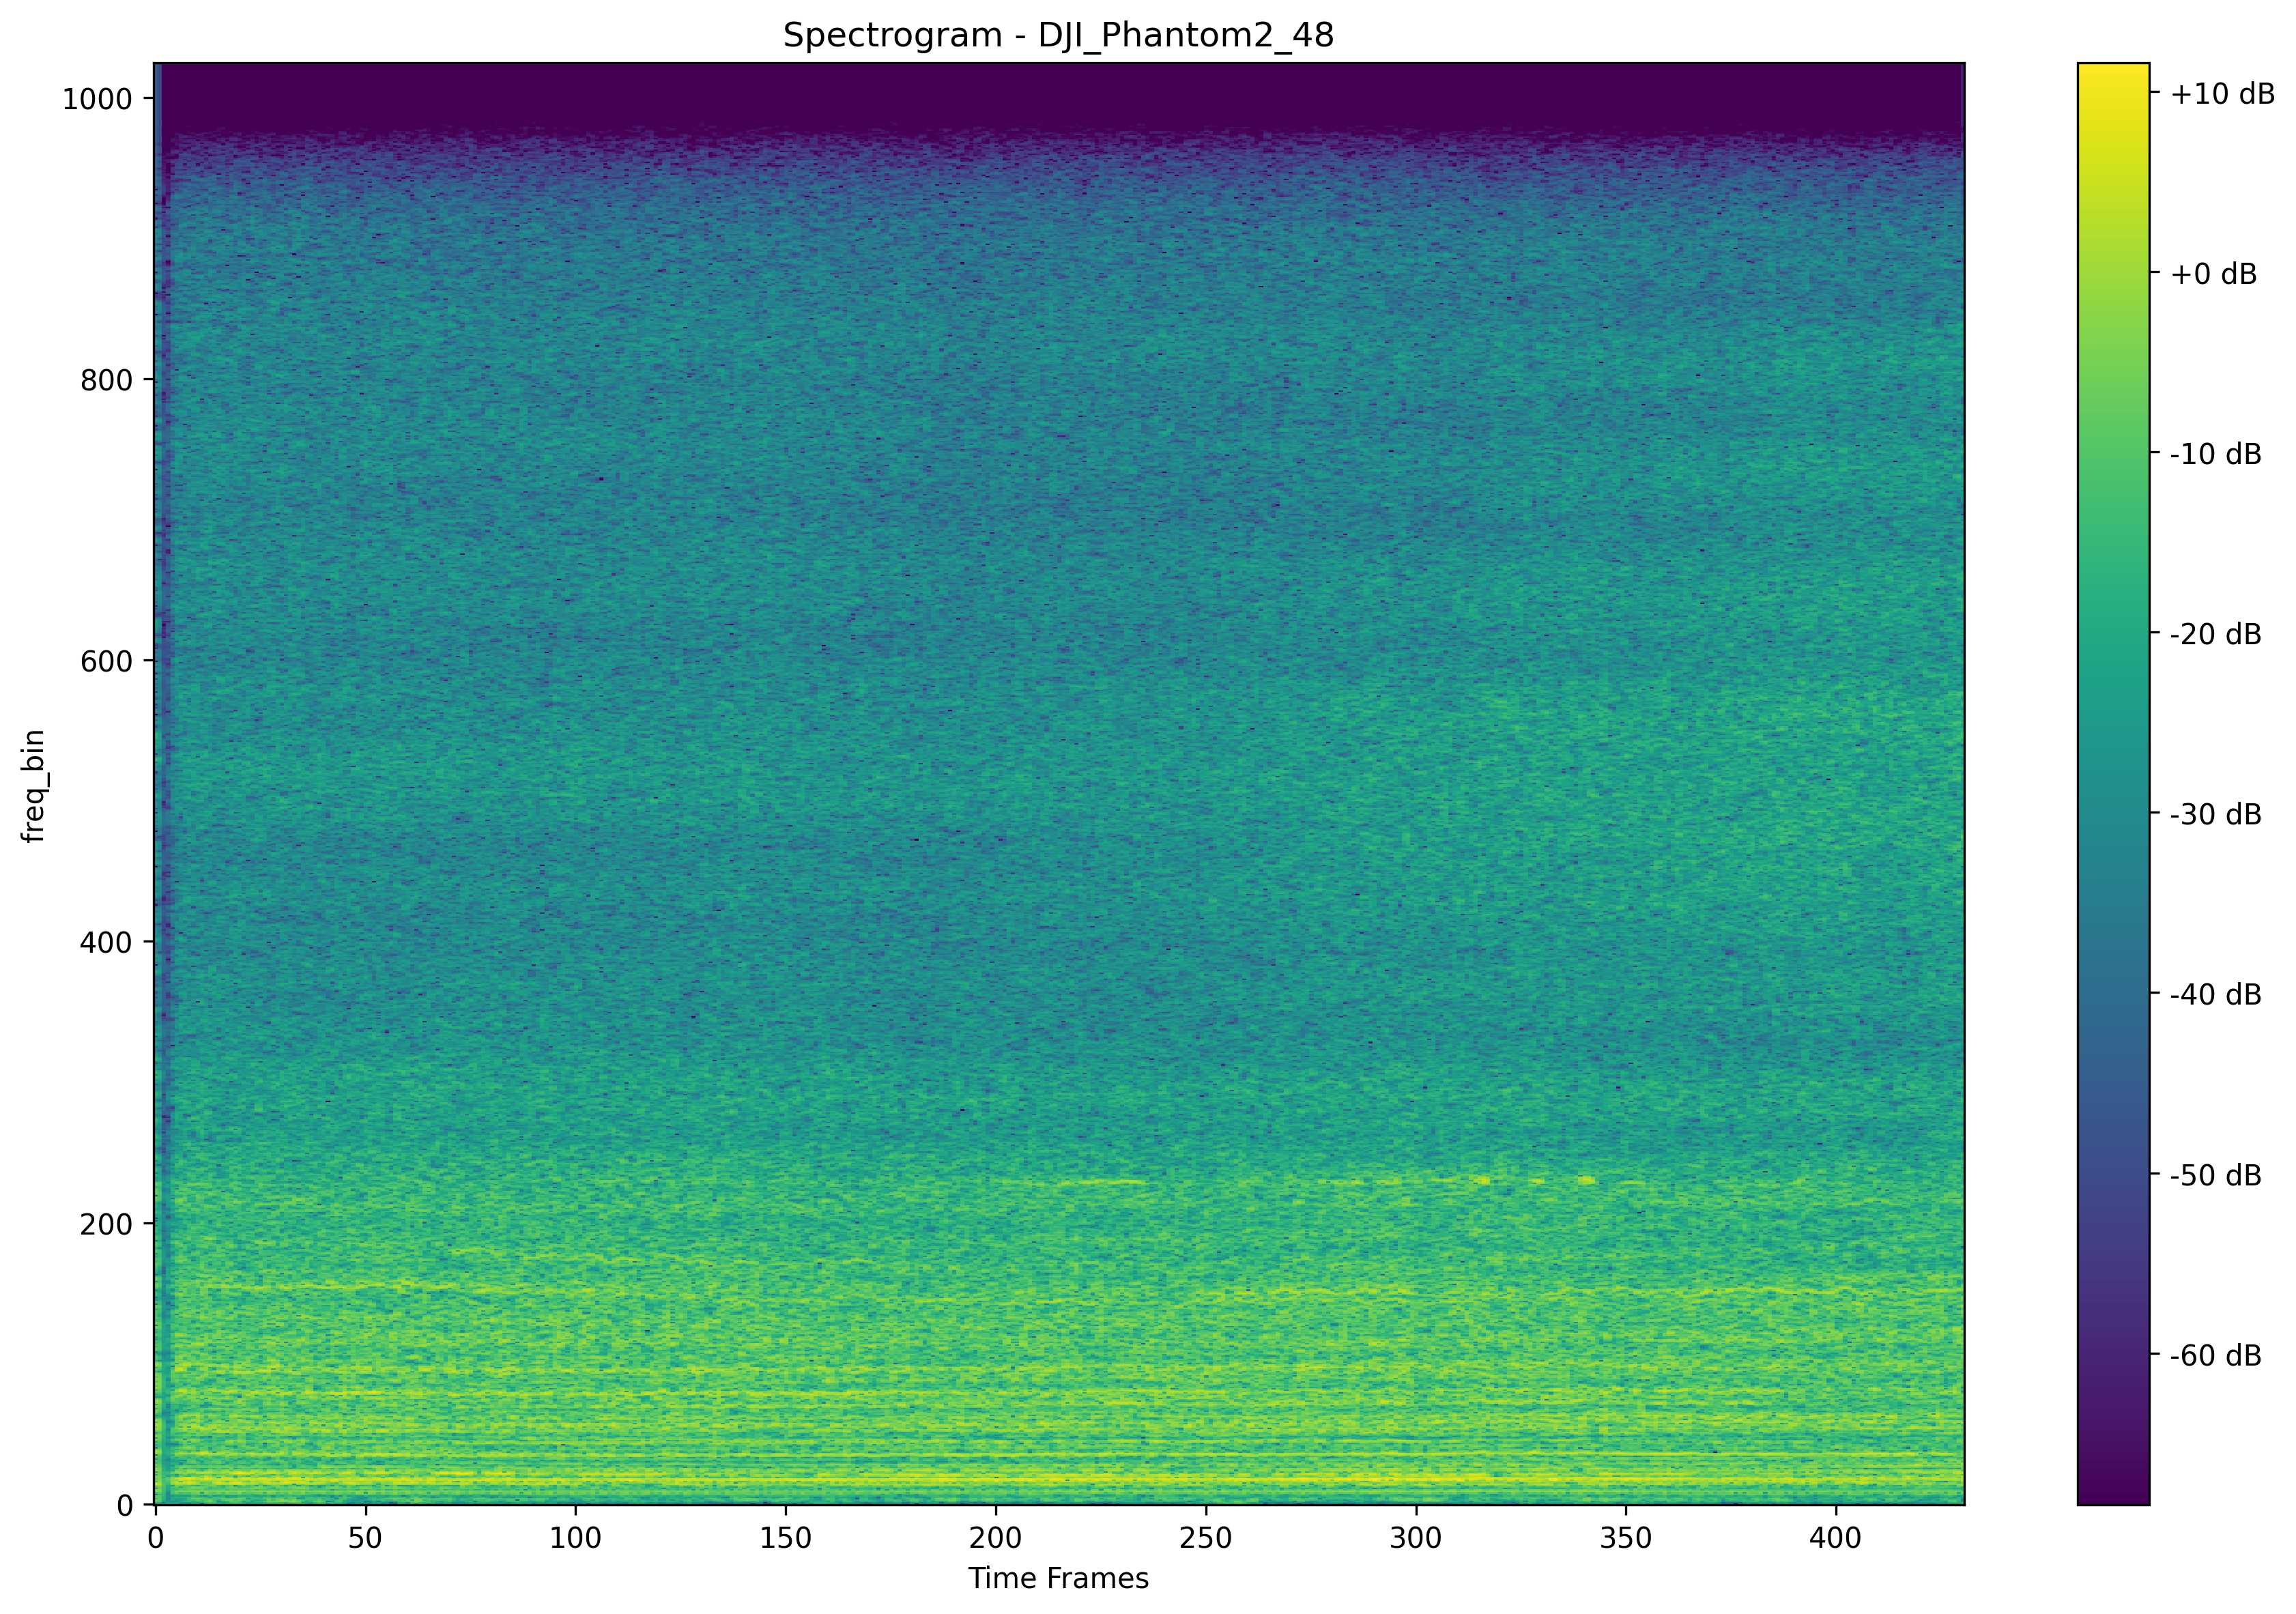 Spectrogram - DJI_Phantom2_48
freq_bin
1000
800
600
400
200
0
0 50 100 150 200 250 300 350 400
Time Frames
+10 dB
+0 dB
-10 dB
-20 dB
-30 dB
-40 dB
-50 dB
-60 dB